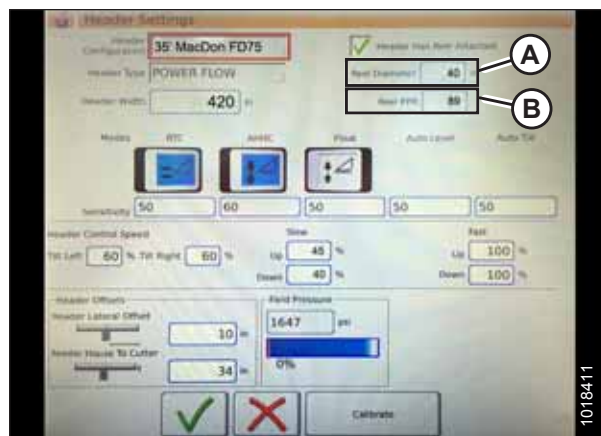 Header Settings
Header Configuration 35' MacDon FD75
Header Has Reel Attached
Header Type POWER FLOW
Reel Diameter 40 in
A
Header Width 420 in
Reel PPR 89
B
Modes RTC AHHC Float Auto Level Auto Tilt
Sensitivity 50 60 50 50 50
Header Control Speed
Slow
Fast
Tilt Left 60 % Tilt Right 60 %
Up 45 %
Up 100 %
Down 40 %
Down 100 %
Header Offsets
Field Pressure
Header Lateral Offset
10 in
1647 psi
Feeder House To Cutter
34 in
0%
Calibrate
1018411